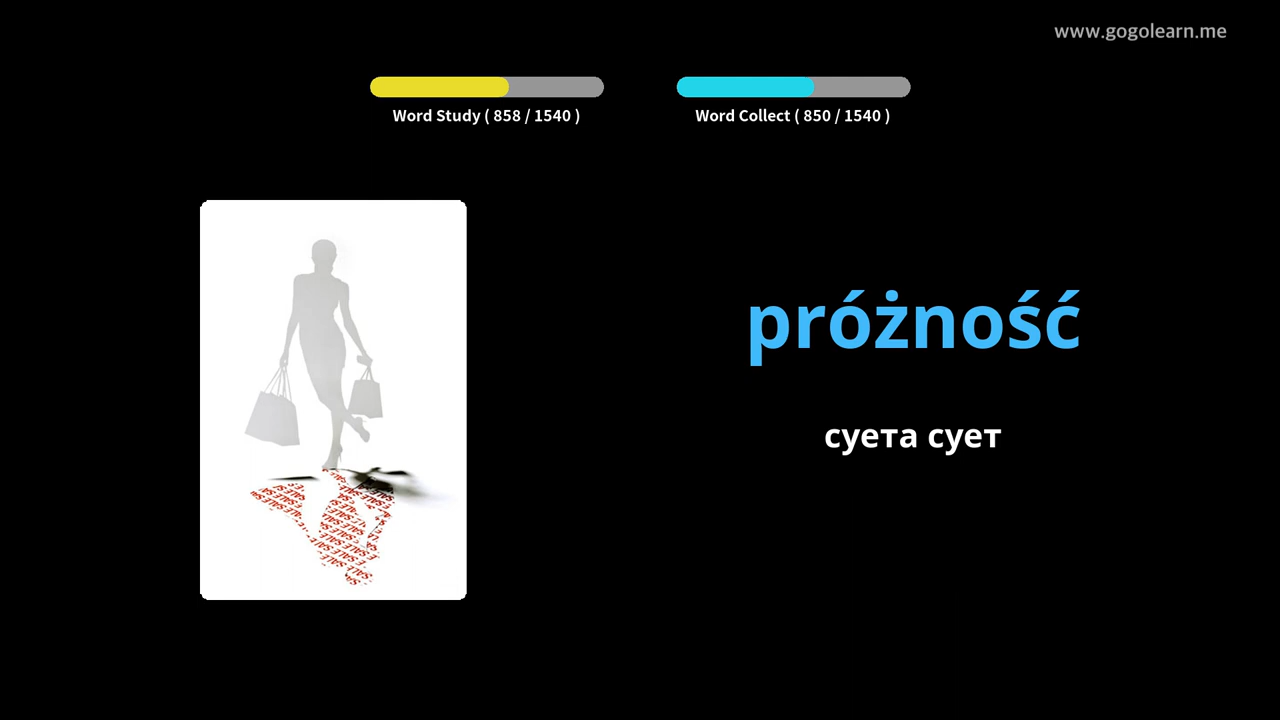 www.gogolearn.me
Word Study ( 858 / 1540 )
Word Collect ( 850 / 1540 )
próżność
суета сует